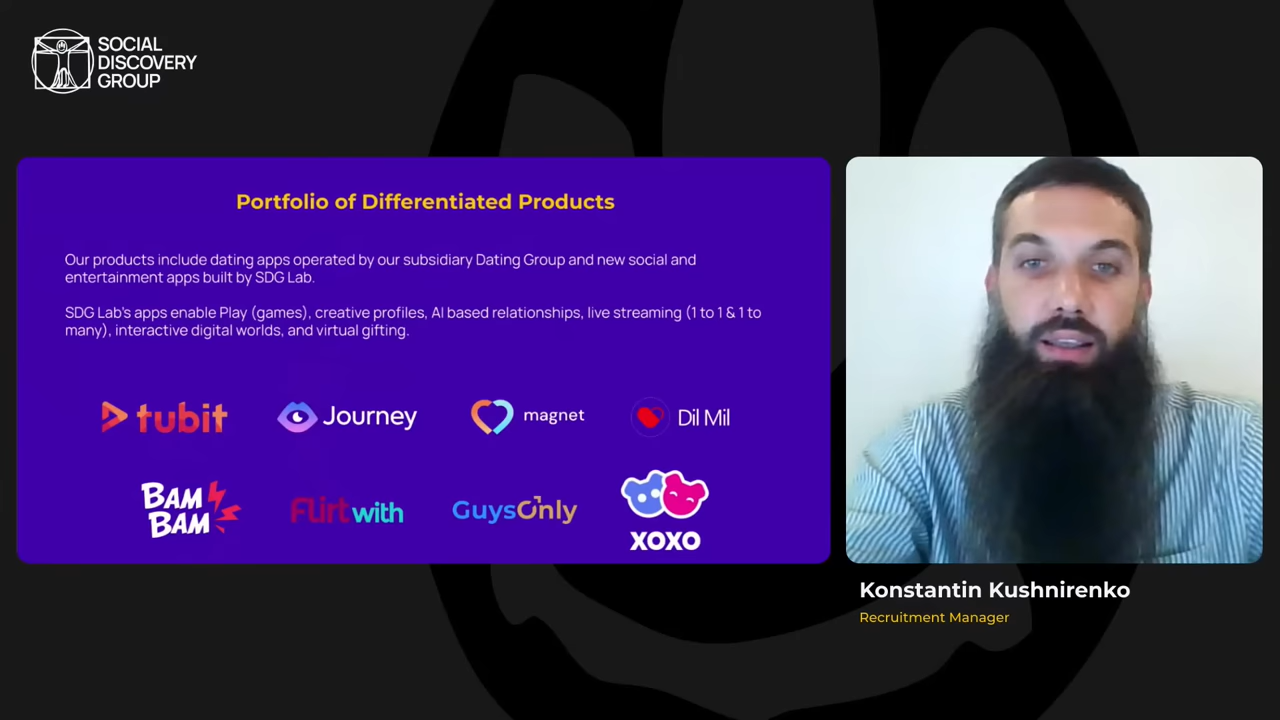 SOCIAL
DISCOVERY
GROUP
Portfolio of Differentiated Products
Our products include dating apps operated by our subsidiary Dating Group and new social and
entertainment apps built by SDG Lab.
SDG Lab's apps enable Play (games), creative profiles, AI based relationships, live streaming (1 to 1 & 1 to
many), interactive digital worlds, and virtual gifting.
tubit
Journey
magnet
Dil Mil
BAM
BAM
Flirt with
GuysOnly
XOXO
Konstantin Kushnirenko
Recruitment Manager